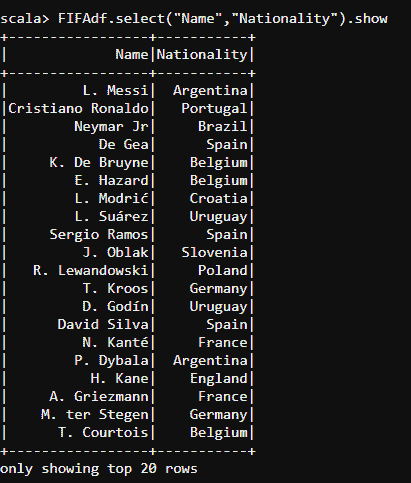 scala> FIFAdf.select("Name","Nationality").show
+-----------------+-----------+
|             Name|Nationality|
+-----------------+-----------+
|         L. Messi|  Argentina|
|Cristiano Ronaldo|   Portugal|
|        Neymar Jr|     Brazil|
|           De Gea|      Spain|
|     K. De Bruyne|    Belgium|
|        E. Hazard|    Belgium|
|        L. Modrić|    Croatia|
|        L. Suárez|    Uruguay|
|     Sergio Ramos|      Spain|
|         J. Oblak|   Slovenia|
|   R. Lewandowski|     Poland|
|         T. Kroos|    Germany|
|         D. Godín|    Uruguay|
|      David Silva|      Spain|
|         N. Kanté|     France|
|        P. Dybala|  Argentina|
|          H. Kane|    England|
|     A. Griezmann|     France|
|    M. ter Stegen|    Germany|
|      T. Courtois|    Belgium|
+-----------------+-----------+
only showing top 20 rows